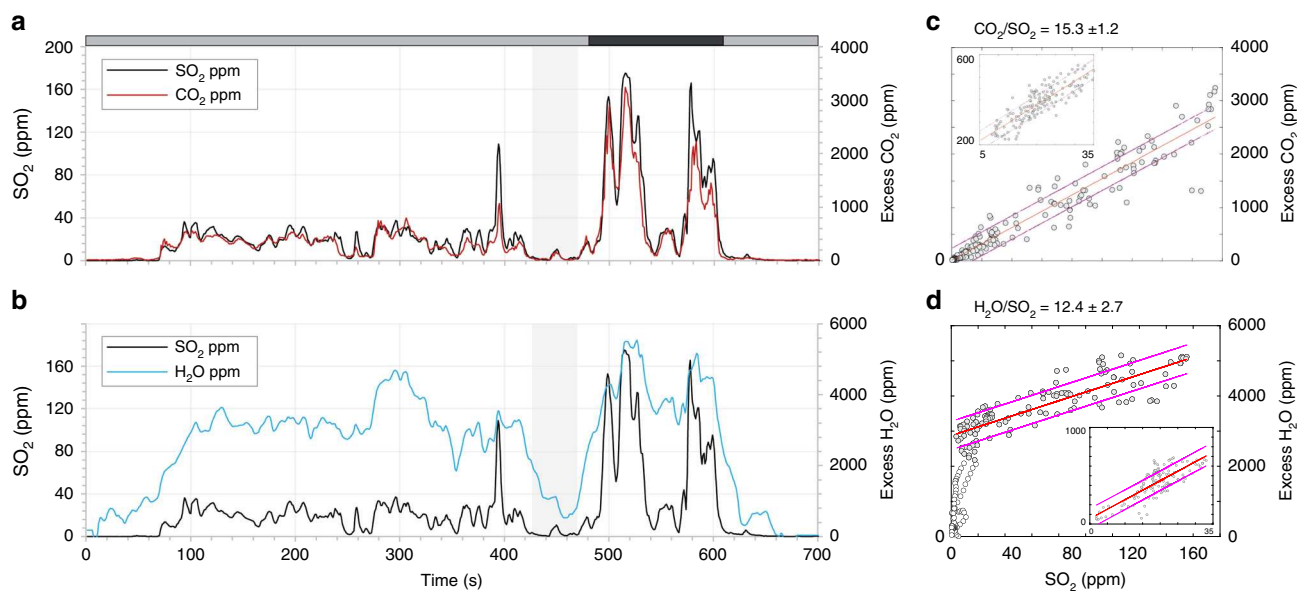 a
200
160
120
80
40
0
SO2 (ppm)
SO2 ppm
CO2 ppm
4000
3000
2000
1000
0
Excess CO2 (ppm)
b
160
120
80
40
0
SO2 (ppm)
SO2 ppm
H2O ppm
6000
4000
2000
0
Excess H2O (ppm)
0 100 200 300 400 500 600 700
Time (s)
c
CO2/SO2 = 15.3 ±1.2
600
200
5 35
4000
3000
2000
1000
0
Excess CO2 (ppm)
d
H2O/SO2 = 12.4 ± 2.7
6000
4000
2000
0
Excess H2O (ppm)
1000
0
0 35
0 40 80 120 160
SO2 (ppm)